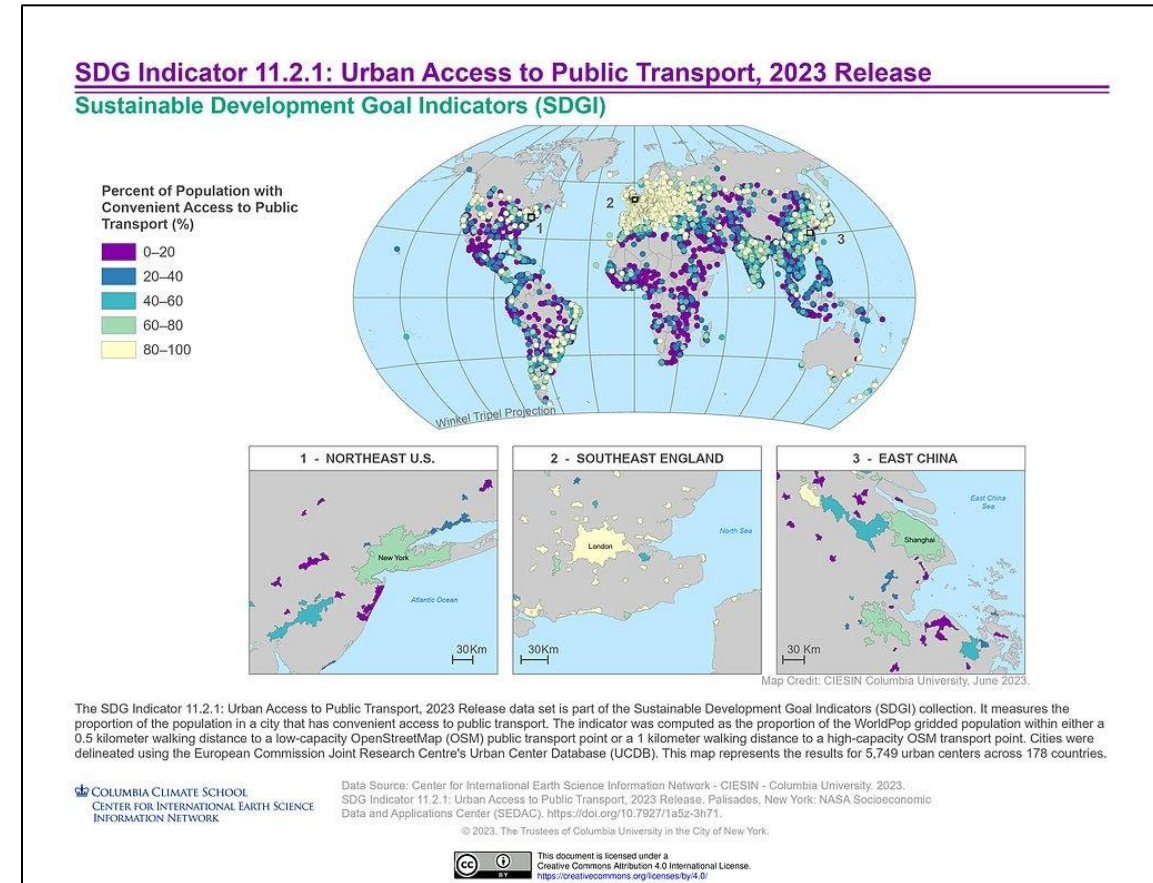 SDG Indicator 11.2.1: Urban Access to Public Transport, 2023 Release
Sustainable Development Goal Indicators (SDGI)
Percent of Population with
Convenient Access to Public
Transport (%)
0–20
20–40
40–60
60–80
80–100
1
2
3
Winkel Tripel Projection
1 - NORTHEAST U.S.
New York
Atlantic Ocean
30Km
2 - SOUTHEAST ENGLAND
London
North Sea
30Km
3 - EAST CHINA
East China
Sea
Shanghai
30 Km
Map Credit: CIESIN Columbia University, June 2023.
The SDG Indicator 11.2.1: Urban Access to Public Transport, 2023 Release data set is part of the Sustainable Development Goal Indicators (SDGI) collection. It measures the
proportion of the population in a city that has convenient access to public transport. The indicator was computed as the proportion of the WorldPop gridded population within either a
0.5 kilometer walking distance to a low-capacity OpenStreetMap (OSM) public transport point or a 1 kilometer walking distance to a high-capacity OSM transport point. Cities were
delineated using the European Commission Joint Research Centre's Urban Center Database (UCDB). This map represents the results for 5,749 urban centers across 178 countries.
COLUMBIA CLIMATE SCHOOL
CENTER FOR INTERNATIONAL EARTH SCIENCE
INFORMATION NETWORK
Data Source: Center for International Earth Science Information Network - CIESIN - Columbia University. 2023.
SDG Indicator 11.2.1: Urban Access to Public Transport, 2023 Release. Palisades, New York: NASA Socioeconomic
Data and Applications Center (SEDAC). https://doi.org/10.7927/1a5z-3h71.
© 2023. The Trustees of Columbia University in the City of New York.
cc
BY
This document is licensed under a
Creative Commons Attribution 4.0 International License.
https://creativecommons.org/licenses/by/4.0/